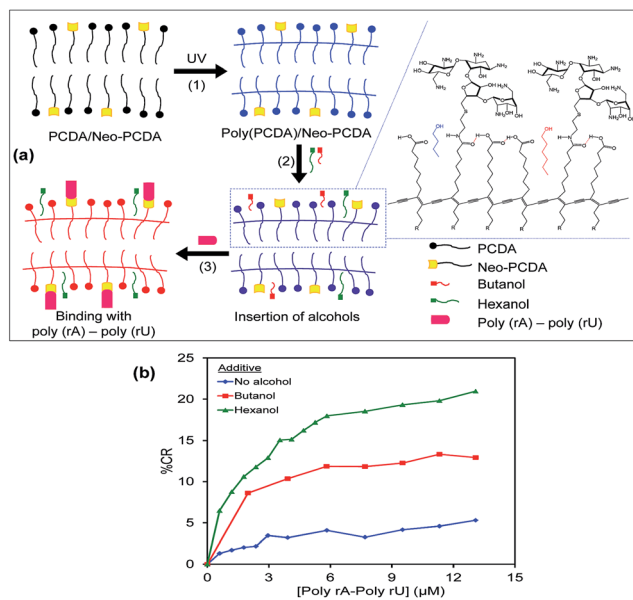 (a)
PCDA/Neo-PCDA
UV
(1)
Poly(PCDA)/Neo-PCDA
(2)
Insertion of alcohols
(3)
Binding with
poly (rA) – poly (rU)
PCDA
Neo-PCDA
Butanol
Hexanol
Poly (rA) – poly (rU)
(b)
Additive
No alcohol
Butanol
Hexanol
%CR
25
20
15
10
5
0
0
3
6
9
12
15
[Poly rA-Poly rU] (µM)